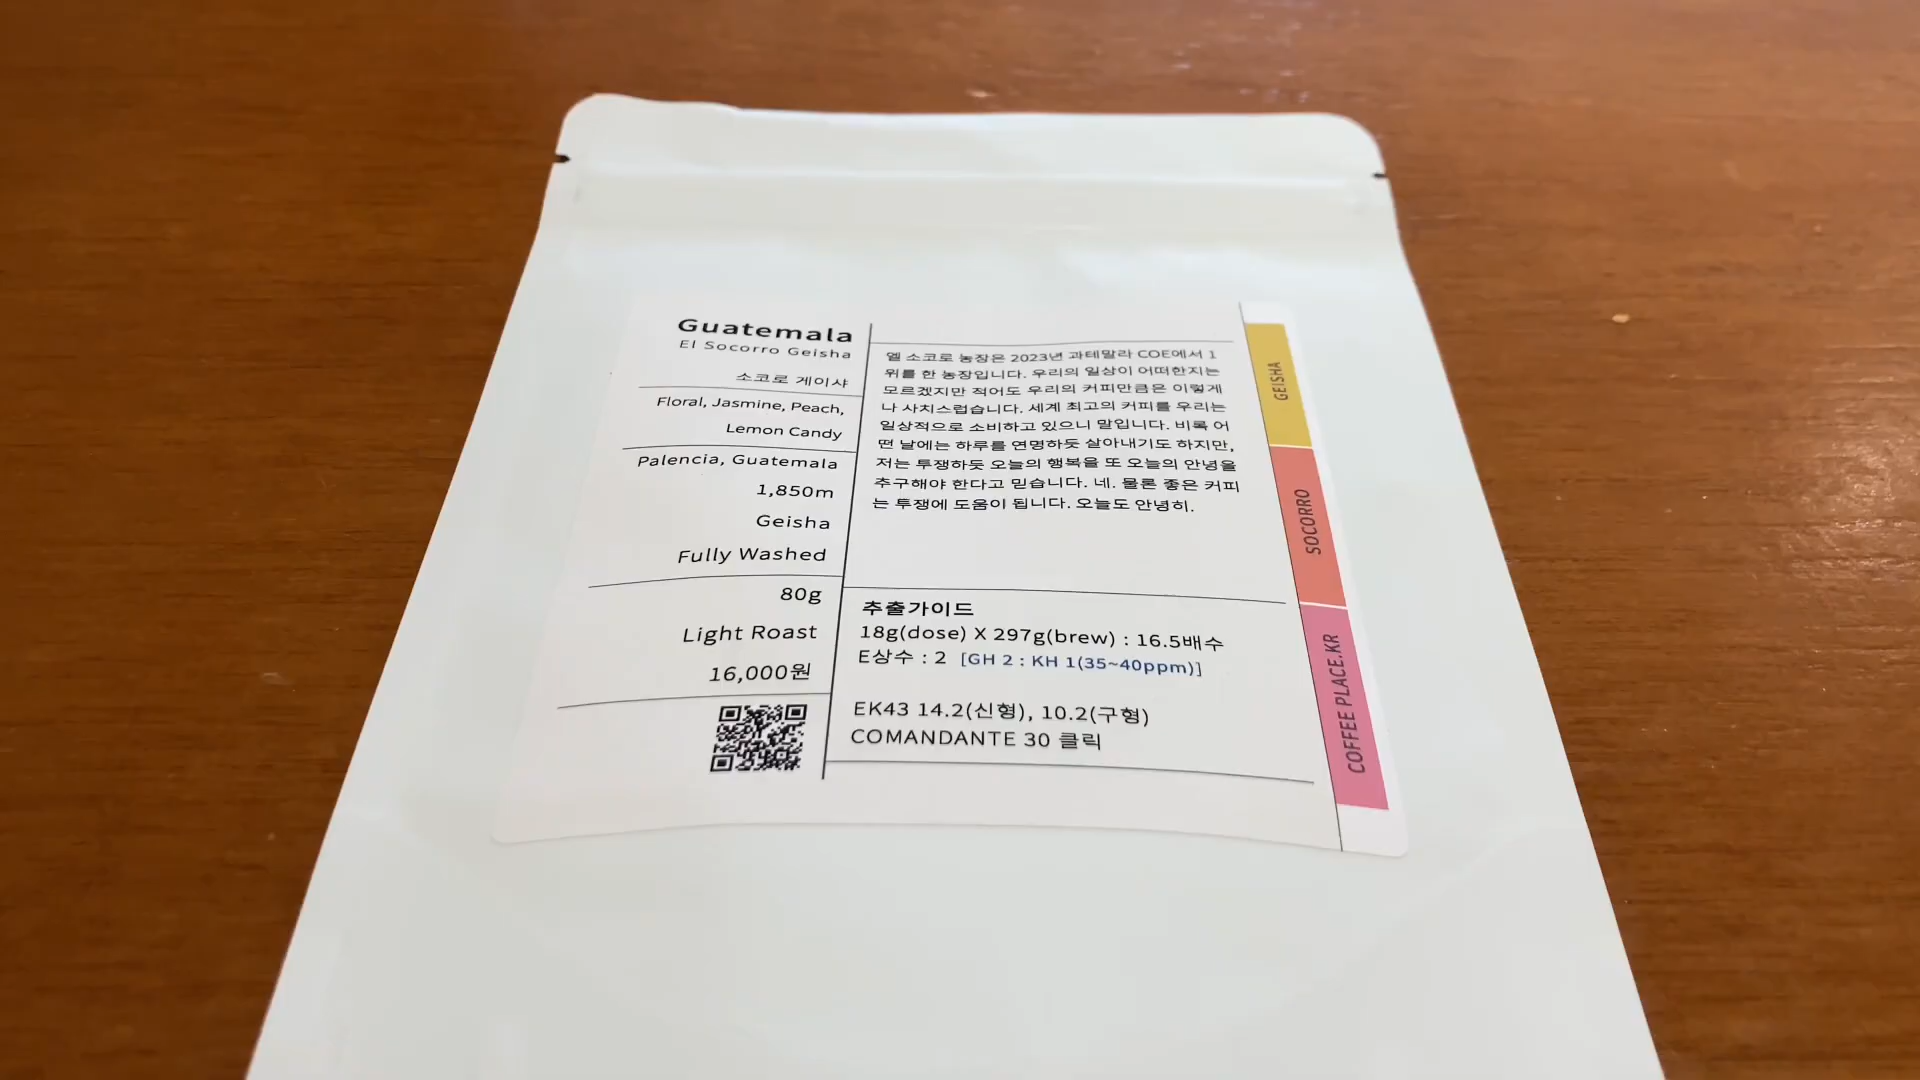 Guatemala
El Socorro Geisha
소코로 게이샤
Floral, Jasmine, Peach,
Lemon Candy
Palencia, Guatemala
1,850m
Geisha
Fully Washed
80g
Light Roast
16,000원
엘 소코로 농장은 2023년 과테말라 COE에서 1
위를 한 농장입니다. 우리의 일상이 어떠한지는
모르겠지만 적어도 우리의 커피만큼은 이렇게
나 사치스럽습니다. 세계 최고의 커피를 우리는
일상적으로 소비하고 있으니 말입니다. 비록 어
떤 날에는 하루를 연명하듯 살아내기도 하지만,
저는 투쟁하듯 오늘의 행복을 또 오늘의 안녕을
추구해야 한다고 믿습니다. 네. 물론 좋은 커피
는 투쟁에 도움이 됩니다. 오늘도 안녕히.
추출가이드
18g(dose) X 297g(brew) : 16.5배수
E상수 : 2 [GH 2 : KH 1(35~40ppm)]
EK43 14.2(신형), 10.2(구형)
COMANDANTE 30 클릭
GEISHA
SOCORRO
COFFEE PLACE.KR